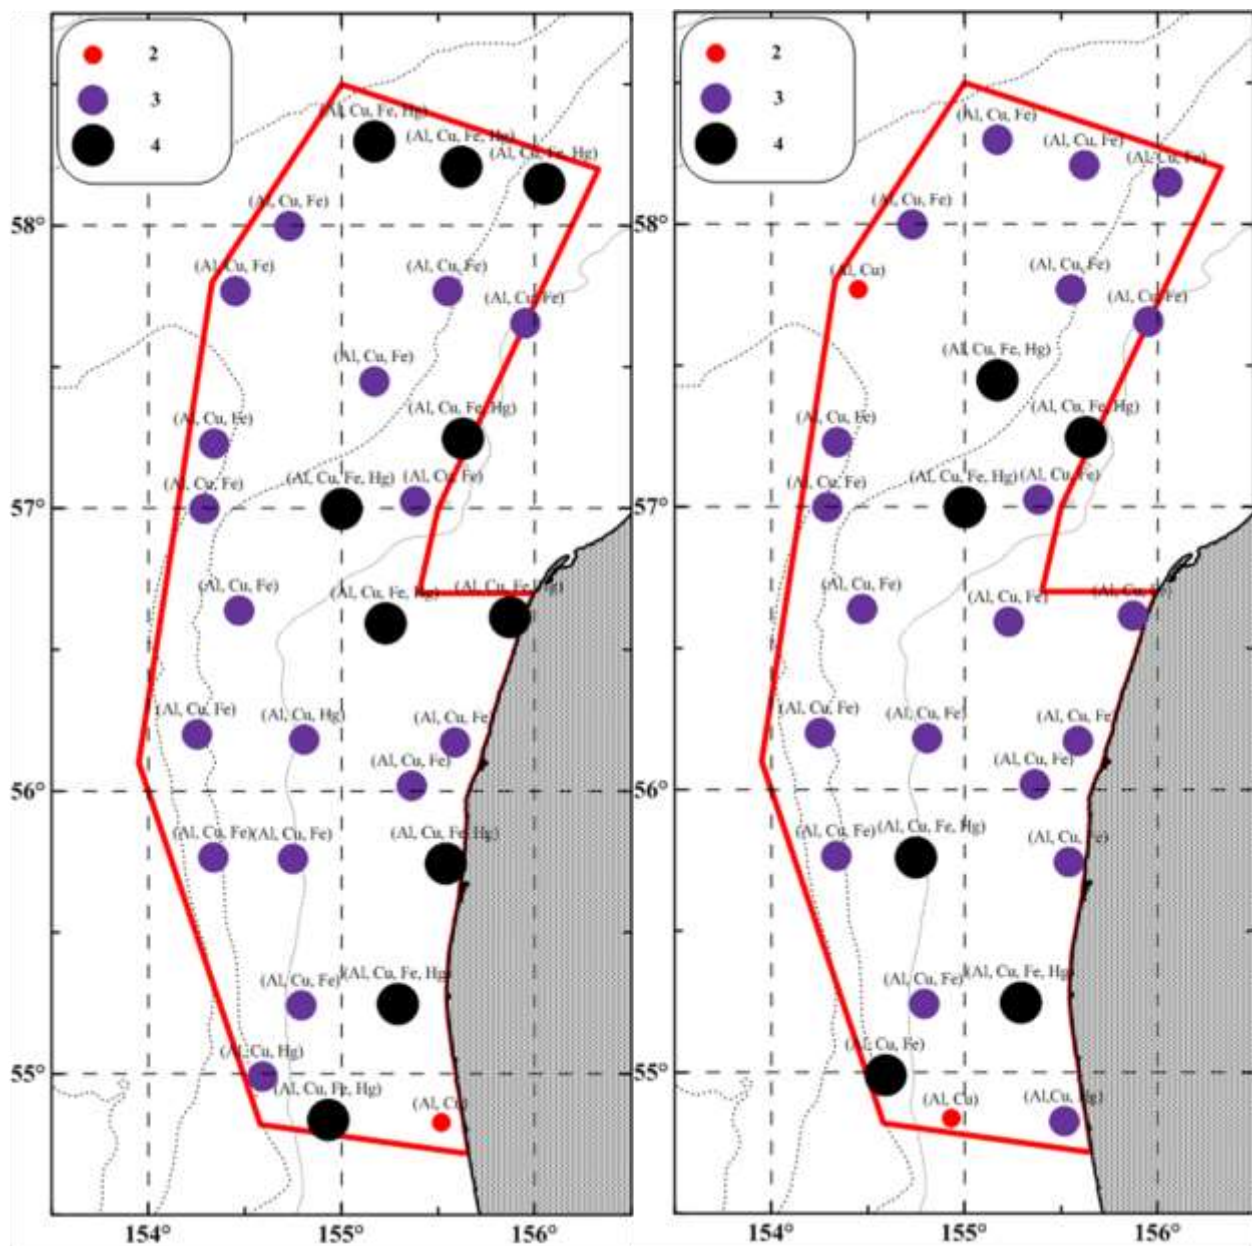 2
3
4
(Al, Cu, Fe, Hg)
(Al, Cu, Fe, Hg)
(Al, Cu, Fe, Hg)
(Al, Cu, Fe)
58°
(Al, Cu, Fe)
(Al, Cu, Fe)
(Al, Cu, Fe)
(Al, Cu, Fe)
(Al, Cu, Fe, Hg)
(Al, Cu, Fe)
(Al, Cu, Fe, Hg)
(Al, Cu, Fe)
(Al, Cu, Fe)
57°
(Al, Cu, Fe)
(Al, Cu, Fe, Hg)
(Al, Cu, Fe, Hg)
(Al, Cu, Fe)
(Al, Cu, Hg)
(Al, Cu, Fe
(Al, Cu, Fe)
56°
(Al, Cu, Fe)
(Al, Cu, Fe)
(Al, Cu, Fe, Hg)
(Al, Cu, Fe)
(Al, Cu, Fe, Hg)
(Al, Cu, Hg)
55°
(Al, Cu, Fe, Hg)
(Al, Cu)
154°
155°
156°
2
3
4
(Al, Cu, Fe)
(Al, Cu, Fe)
(Al, Cu, Fe)
(Al, Cu, Fe)
58°
(Al, Cu)
(Al, Cu, Fe)
(Al, Cu, Fe)
(Al, Cu, Fe, Hg)
(Al, Cu, Fe, Hg)
(Al, Cu, Fe)
(Al, Cu, Fe, Hg)
(Al, Cu, Fe)
(Al, Cu, Fe)
57°
(Al, Cu, Fe)
(Al, Cu, Fe)
(Al, Cu, Fe)
(Al, Cu, Fe)
(Al, Cu, Fe)
(Al, Cu, Fe
(Al, Cu, Fe)
56°
(Al, Cu, Fe)
(Al, Cu, Fe, Hg)
(Al, Cu, Fe)
(Al, Cu, Fe)
(Al, Cu, Fe, Hg)
(Al, Cu, Fe)
55°
(Al, Cu)
(Al,Cu, Hg)
154°
155°
156°